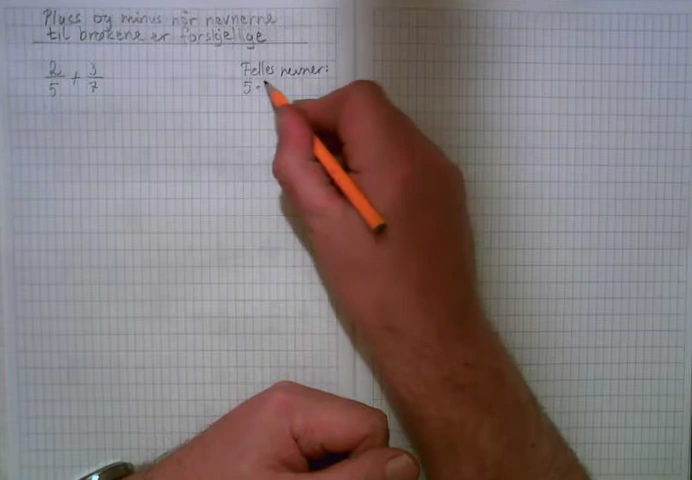 Pluss og minus når nevnerne
til brøkene er forskjellige
2/5 + 3/7
Felles nevner:
5 ·